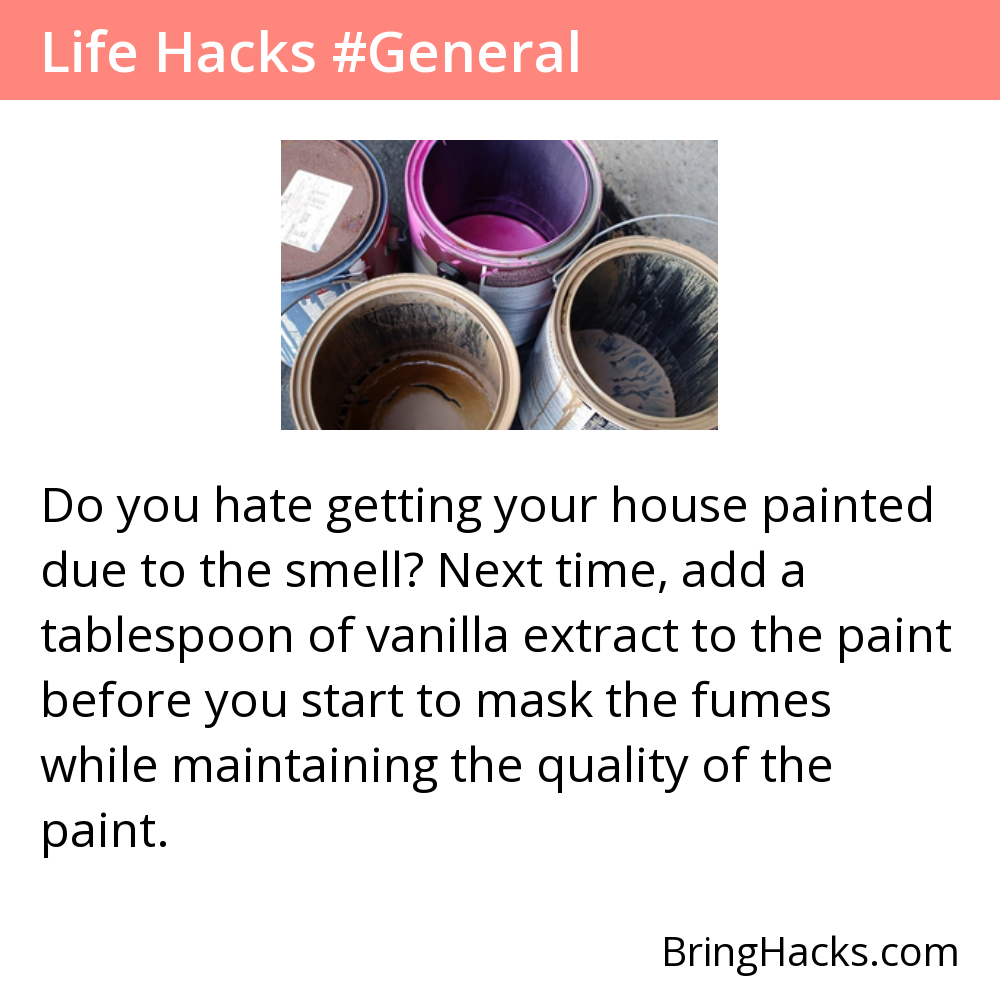 Life Hacks #General
Do you hate getting your house painted
due to the smell? Next time, add a
tablespoon of vanilla extract to the paint
before you start to mask the fumes
while maintaining the quality of the
paint.
BringHacks.com